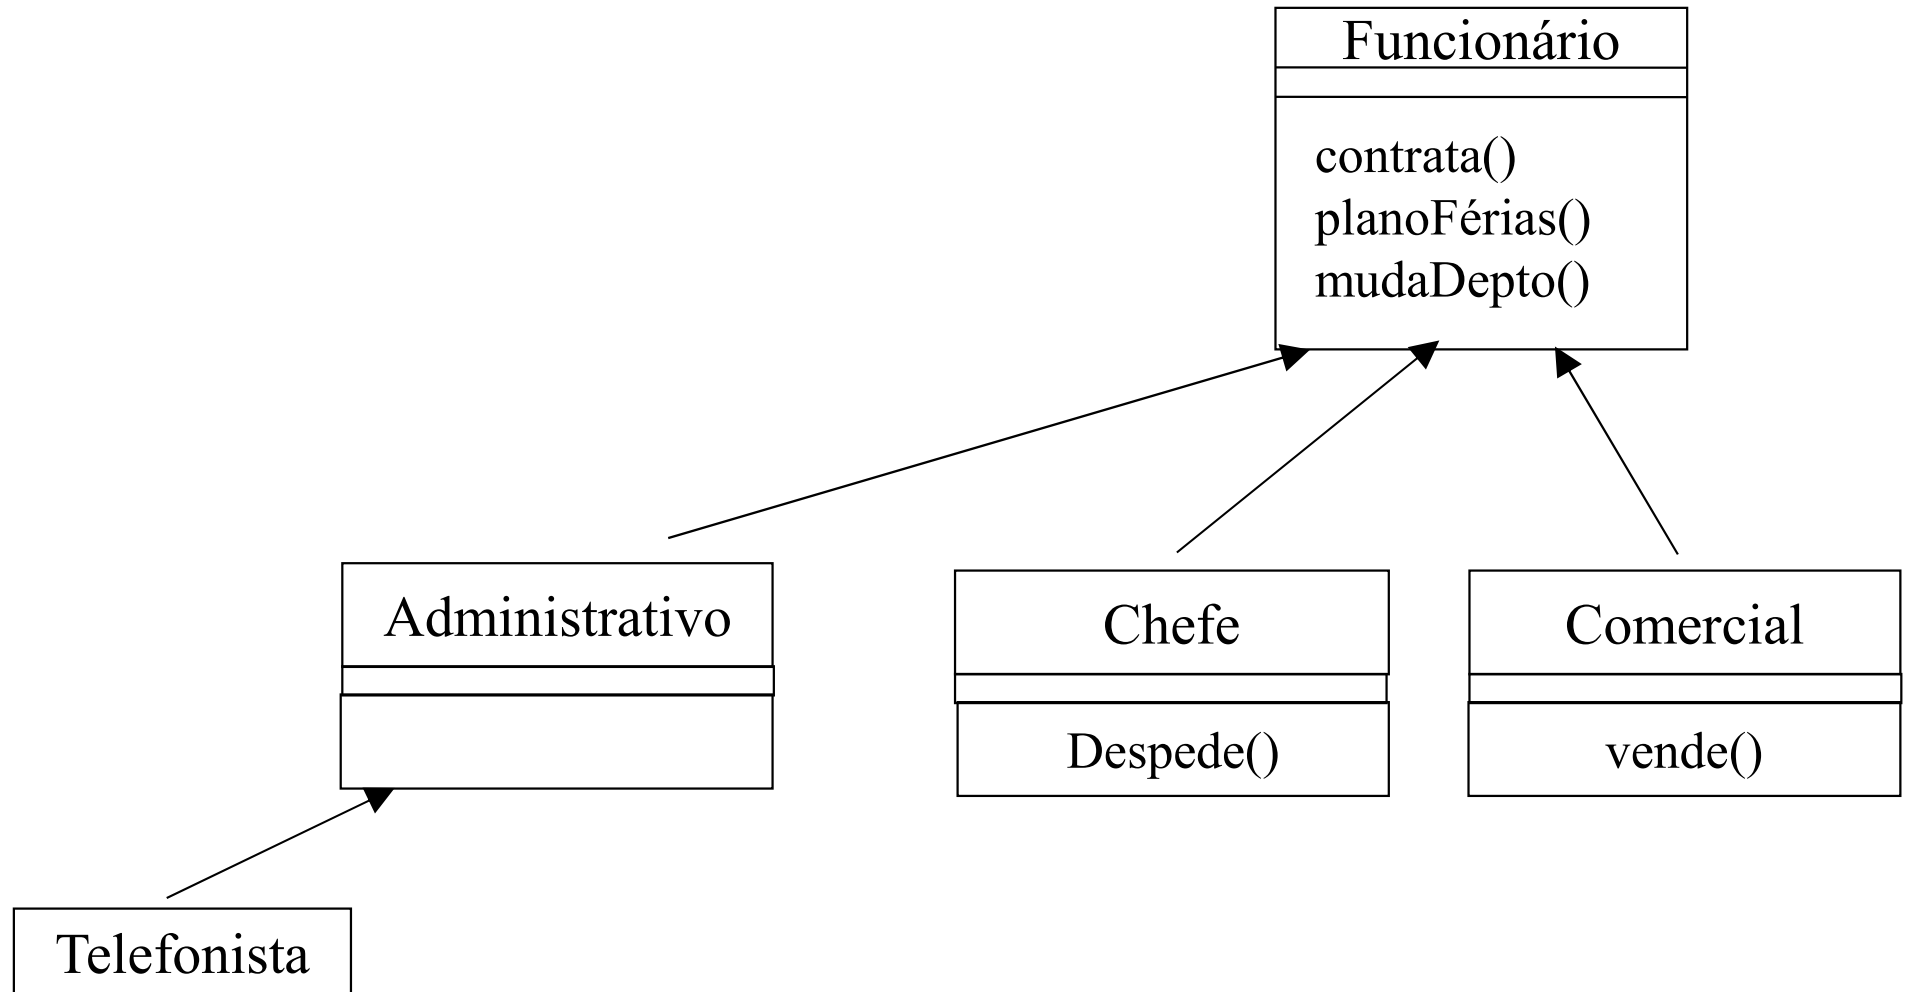 Funcionário
contrata()
planoFérias()
mudaDepto()
Administrativo
Chefe
Comercial
Despede()
vende()
Telefonista